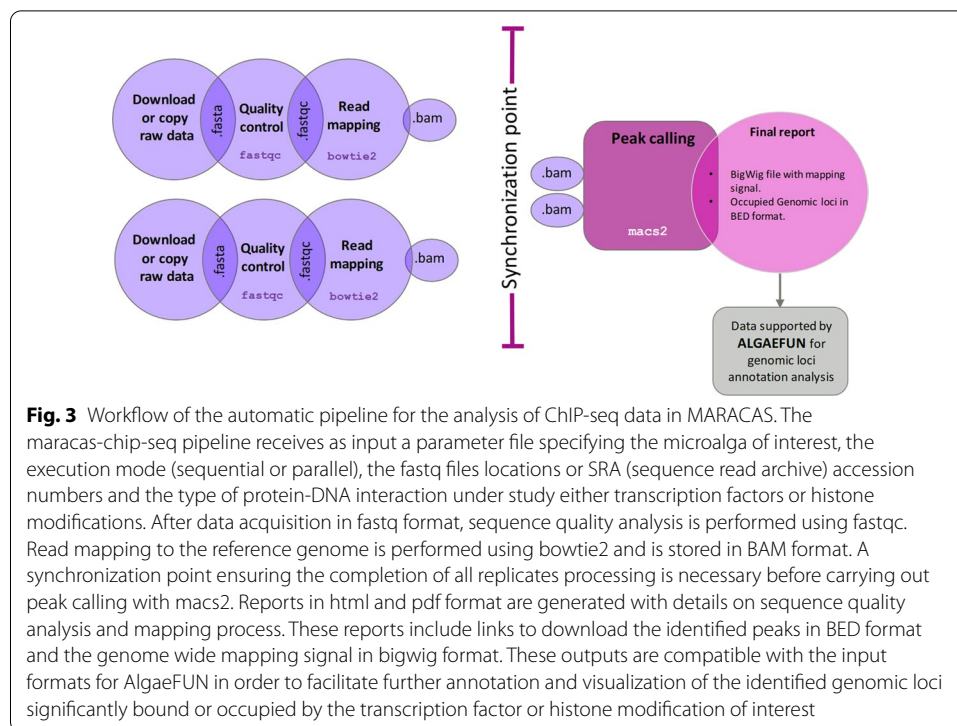 Download
or copy
raw data
.fasta
Quality
control
fastqc
.fastqc
Read
mapping
bowtie2
.bam
Download
or copy
raw data
.fasta
Quality
control
fastqc
.fastqc
Read
mapping
bowtie2
.bam
Synchronization point
.bam
.bam
Peak calling
macs2
Final report
• BigWig file with mapping
signal.
• Occupied Genomic loci in
BED format.
Data supported by
ALGAEFUN for
genomic loci
annotation analysis
Fig. 3 Workflow of the automatic pipeline for the analysis of ChIP-seq data in MARACAS. The
maracas-chip-seq pipeline receives as input a parameter file specifying the microalga of interest, the
execution mode (sequential or parallel), the fastq files locations or SRA (sequence read archive) accession
numbers and the type of protein-DNA interaction under study either transcription factors or histone
modifications. After data acquisition in fastq format, sequence quality analysis is performed using fastqc.
Read mapping to the reference genome is performed using bowtie2 and is stored in BAM format. A
synchronization point ensuring the completion of all replicates processing is necessary before carrying out
peak calling with macs2. Reports in html and pdf format are generated with details on sequence quality
analysis and mapping process. These reports include links to download the identified peaks in BED format
and the genome wide mapping signal in bigwig format. These outputs are compatible with the input
formats for AlgaeFUN in order to facilitate further annotation and visualization of the identified genomic loci
significantly bound or occupied by the transcription factor or histone modification of interest